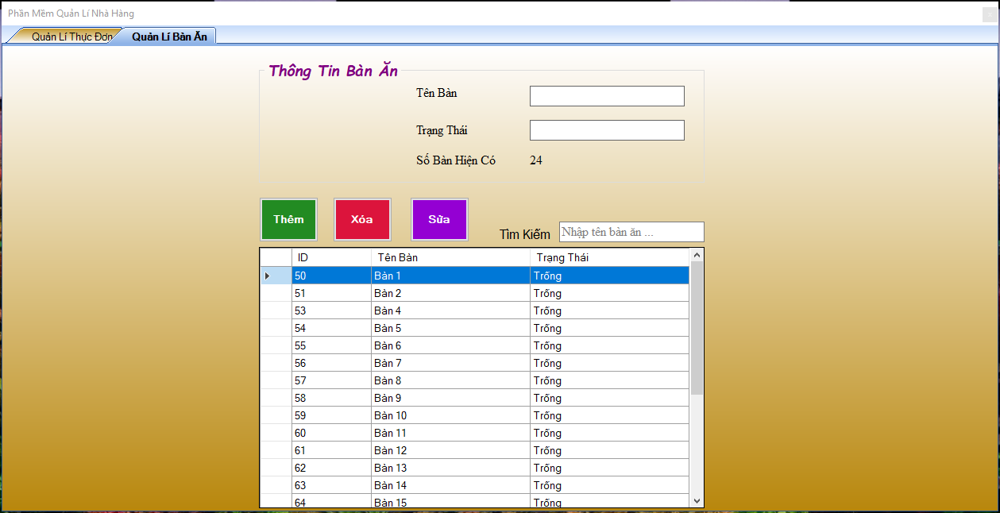 Phần Mềm Quản Lí Nhà Hàng
Quản Lí Thực Đơn Quản Lí Bàn Ăn
Thông Tin Bàn Ăn
Tên Bàn
Trạng Thái
Số Bàn Hiện Có 24
Thêm Xóa Sửa
Tìm Kiếm Nhập tên bàn ăn ...
ID Tên Bàn Trạng Thái
50 Bàn 1 Trống
51 Bàn 2 Trống
53 Bàn 4 Trống
54 Bàn 5 Trống
55 Bàn 6 Trống
56 Bàn 7 Trống
57 Bàn 8 Trống
58 Bàn 9 Trống
59 Bàn 10 Trống
60 Bàn 11 Trống
61 Bàn 12 Trống
62 Bàn 13 Trống
63 Bàn 14 Trống
64 Bàn 15 Trống